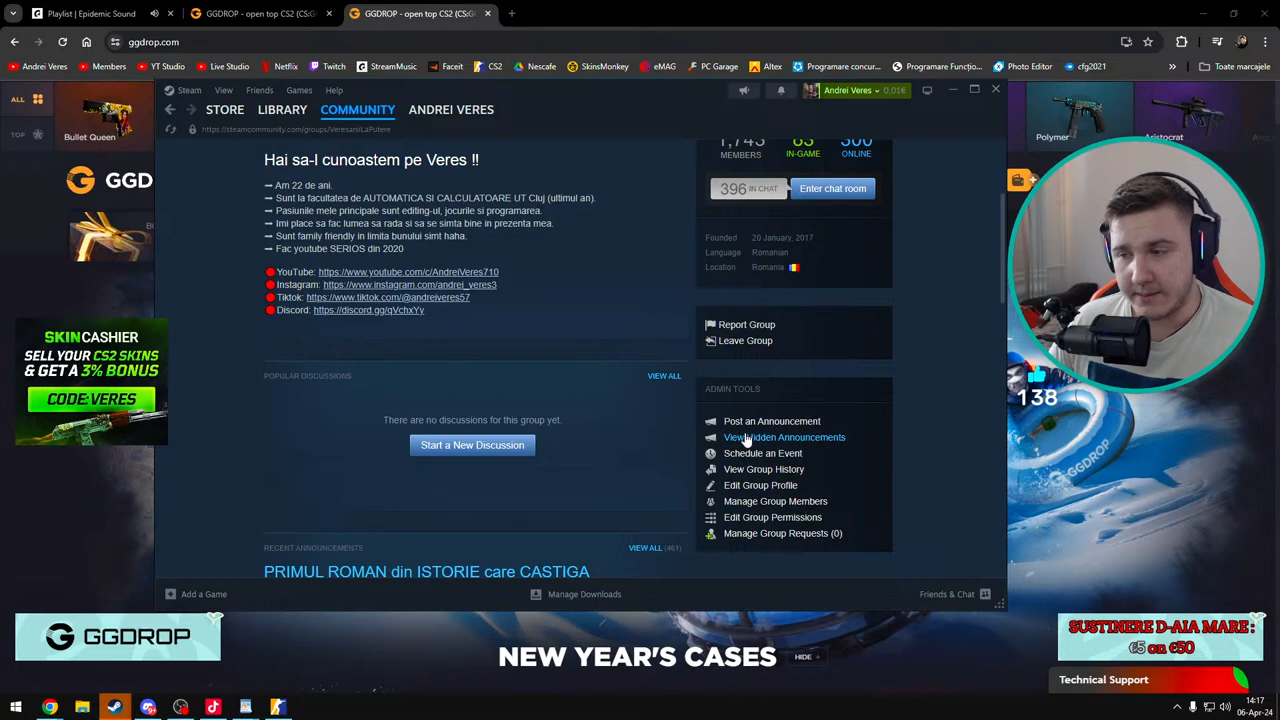 Playlist | Epidemic Sound
GGDROP - open top CS2 (CS:G
GGDROP - open top CS2 (CS:G
ggdrop.com
Andrei Veres
Members
YT Studio
Live Studio
Netflix
Twitch
StreamMusic
Faceit
CS2
Nescafe
SkinsMonkey
eMAG
PC Garage
Altex
Programare concur...
Programare Function...
Photo Editor
cfg2021
Toate marcajele
ALL
TOP
Bullet Queen
GGD
Steam View Friends Games Help
Andrei Veres 0,01€
STORE LIBRARY COMMUNITY ANDREI VERES
https://steamcommunity.com/groups/VeresaniiLaPutere
Polymer
Aristocrat
Hai sa-l cunoastem pe Veres !!
Am 22 de ani.
Sunt la facultatea de AUTOMATICA SI CALCULATOARE UT Cluj (ultimul an).
Pasiunile mele principale sunt editing-ul, jocurile si programarea.
Imi place sa fac lumea sa rada si sa se simta bine in prezenta mea.
Sunt family friendly in limita bunului simt haha.
Fac youtube SERIOS din 2020
YouTube: https://www.youtube.com/c/AndreiVeres710
Instagram: https://www.instagram.com/andrei_veres3
Tiktok: https://www.tiktok.com/@andreiveres57
Discord: https://discord.gg/qVchxYy
POPULAR DISCUSSIONS
VIEW ALL
There are no discussions for this group yet.
Start a New Discussion
RECENT ANNOUNCEMENTS
VIEW ALL (461)
PRIMUL ROMAN din ISTORIE care CASTIGA
MEMBERS
IN-GAME
ONLINE
396 IN CHAT
Enter chat room
Founded 20 January, 2017
Language Romanian
Location Romania
Report Group
Leave Group
ADMIN TOOLS
Post an Announcement
View Hidden Announcements
Schedule an Event
View Group History
Edit Group Profile
Manage Group Members
Edit Group Permissions
Manage Group Requests (0)
Add a Game
Manage Downloads
Friends & Chat
SKINCASHIER
SELL YOUR
CS2 SKINS
& GET A 3% BONUS
CODE: VERES
138
GGDROP
GGDROP
NEW YEAR'S CASES
HIDE
SUSTINERE D-AIA MARE :
€5 on €50
Technical Support
14:17
06-Apr-24